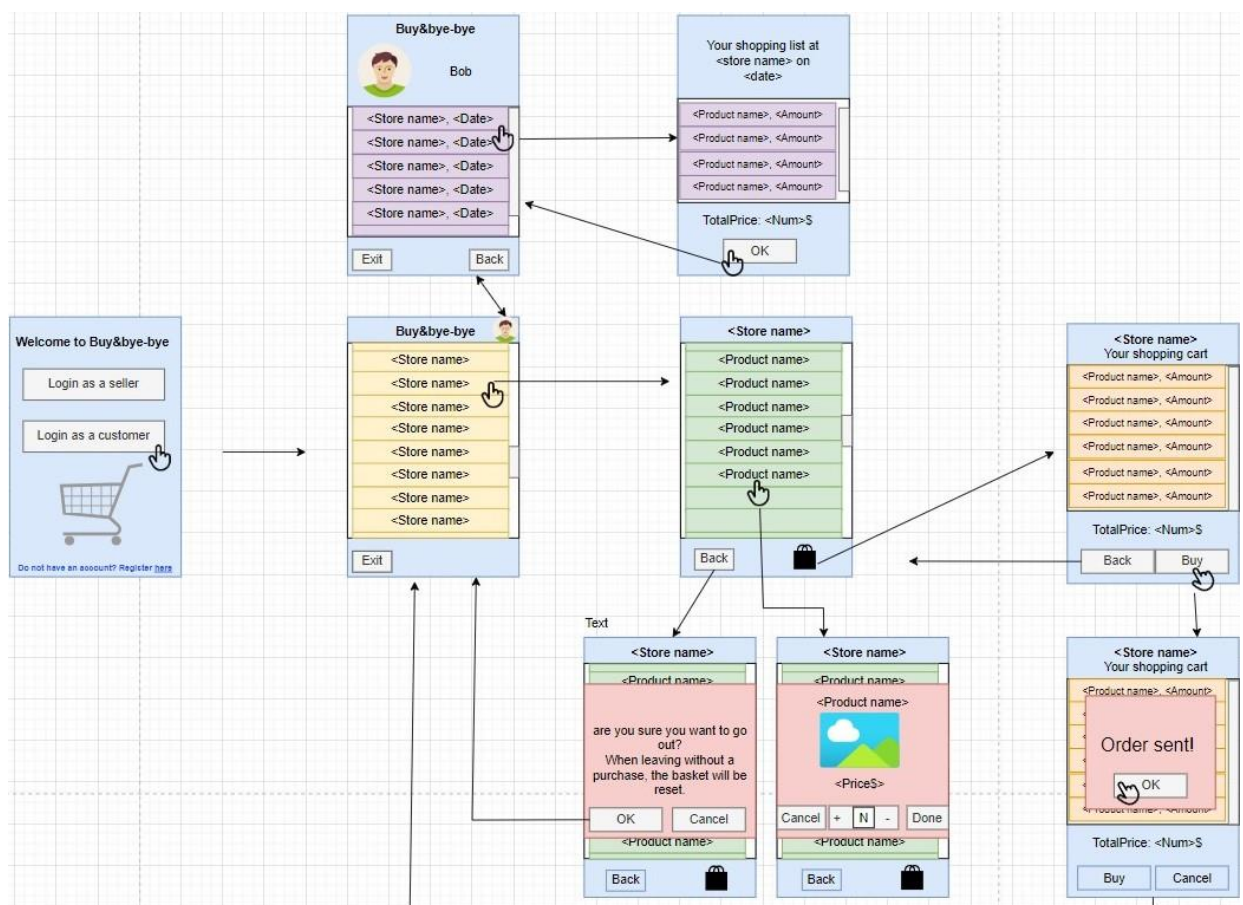 Buy&bye-bye
Bob
<Store name>, <Date>
<Store name>, <Date>
<Store name>, <Date>
<Store name>, <Date>
<Store name>, <Date>
Exit
Back
Your shopping list at
<store name> on
<date>
<Product name>, <Amount>
<Product name>, <Amount>
<Product name>, <Amount>
<Product name>, <Amount>
TotalPrice: <Num>$
OK
Welcome to Buy&bye-bye
Login as a seller
Login as a customer
Do not have an account? Register here
Buy&bye-bye
<Store name>
<Store name>
<Store name>
<Store name>
<Store name>
<Store name>
<Store name>
<Store name>
Exit
<Store name>
<Product name>
<Product name>
<Product name>
<Product name>
<Product name>
<Product name>
Back
<Store name>
Your shopping cart
<Product name>, <Amount>
<Product name>, <Amount>
<Product name>, <Amount>
<Product name>, <Amount>
<Product name>, <Amount>
<Product name>, <Amount>
TotalPrice: <Num>$
Back
Buy
Text
<Store name>
<Product name>
are you sure you want to go
out?
When leaving without a
purchase, the basket will be
reset.
OK
Cancel
<Product name>
Back
<Store name>
<Product name>
<Product name>
<Price$>
Cancel
+
N
-
Done
<Product name>
Back
<Store name>
Your shopping cart
<Product name>, <Amount>
Order sent!
OK
<Product name>, <Amount>
TotalPrice: <Num>$
Buy
Cancel